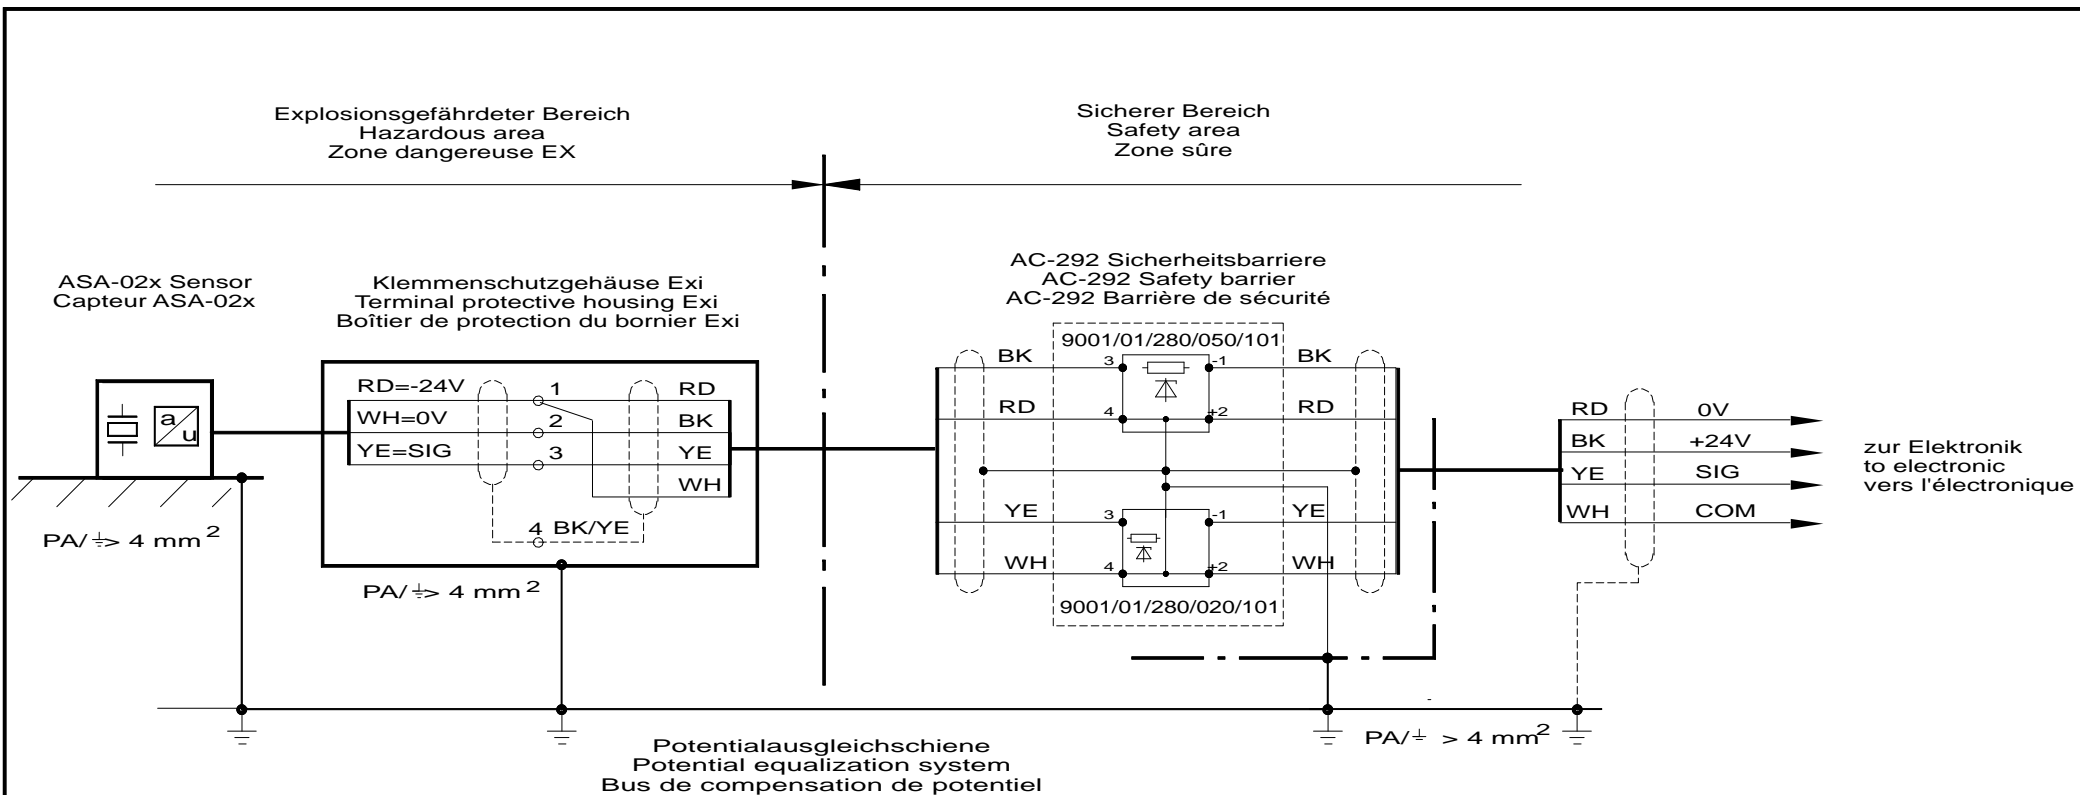 Explosionsgefährdeter Bereich
Hazardous area
Zone dangereuse EX
Sicherer Bereich
Safety area
Zone sûre
ASA-02x Sensor
Capteur ASA-02x
Klemmenschutzgehäuse Exi
Terminal protective housing Exi
Boîtier de protection du bornier Exi
AC-292 Sicherheitsbarriere
AC-292 Safety barrier
AC-292 Barrière de sécurité
a
u
RD=-24V
WH=0V
YE=SIG
1
2
3
4 BK/YE
RD
BK
YE
WH
PA/⏚> 4 mm²
PA/⏚> 4 mm²
9001/01/280/050/101
BK
3
-1
BK
RD
4
+2
RD
YE
3
-1
YE
WH
4
+2
WH
9001/01/280/020/101
RD 0V
BK +24V
YE SIG
WH COM
zur Elektronik
to electronic
vers l'électronique
PA/⏚ > 4 mm²
Potentialausgleichschiene
Potential equalization system
Bus de compensation de potentiel